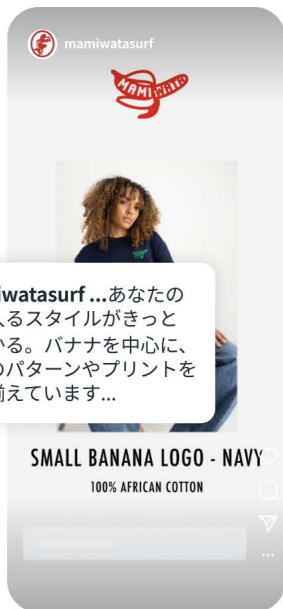 mamiwatasurf
MAMIWATA
iwatasurf ...あなたの
るスタイルがきっと
かる。バナナを中心に、
のパターンやプリントを
揃えています...
SMALL BANANA LOGO - NAVY
100% AFRICAN COTTON